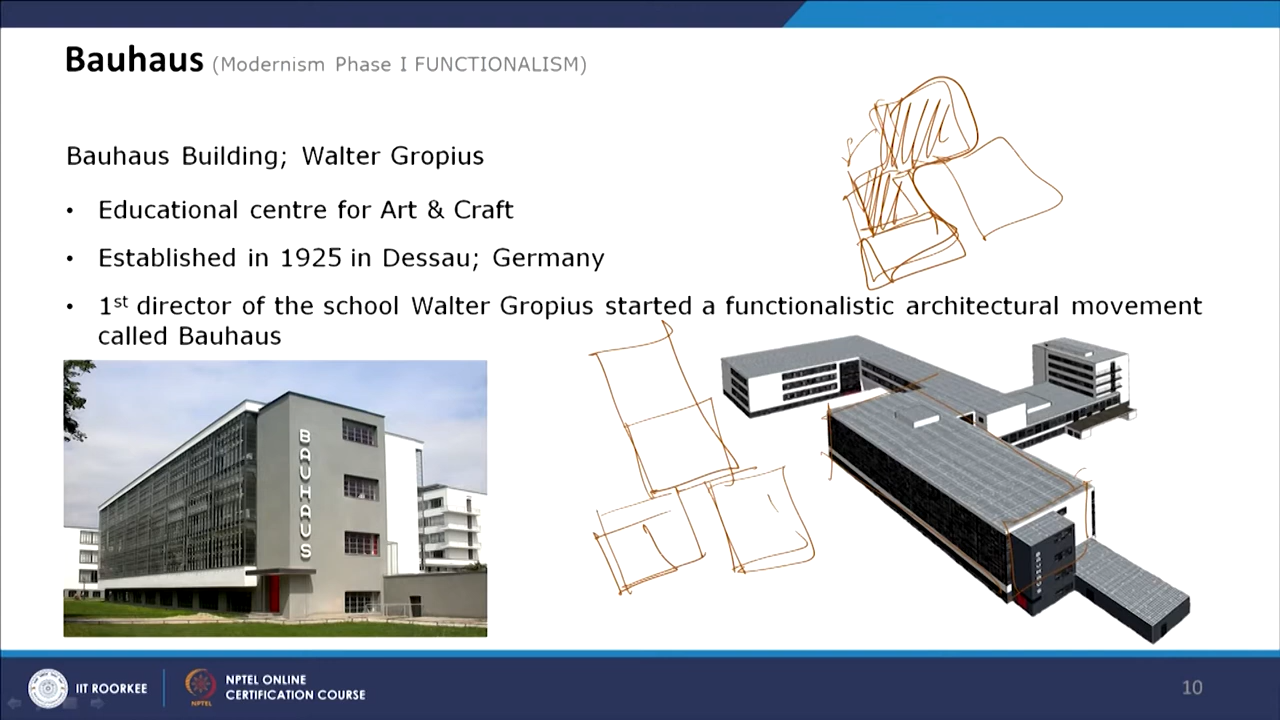 Bauhaus (Modernism Phase I FUNCTIONALISM)
Bauhaus Building; Walter Gropius
• Educational centre for Art & Craft
• Established in 1925 in Dessau; Germany
• 1st director of the school Walter Gropius started a functionalistic architectural movement
called Bauhaus
BAUHAUS
IIT ROORKEE
NPTEL
NPTEL ONLINE
CERTIFICATION COURSE
10